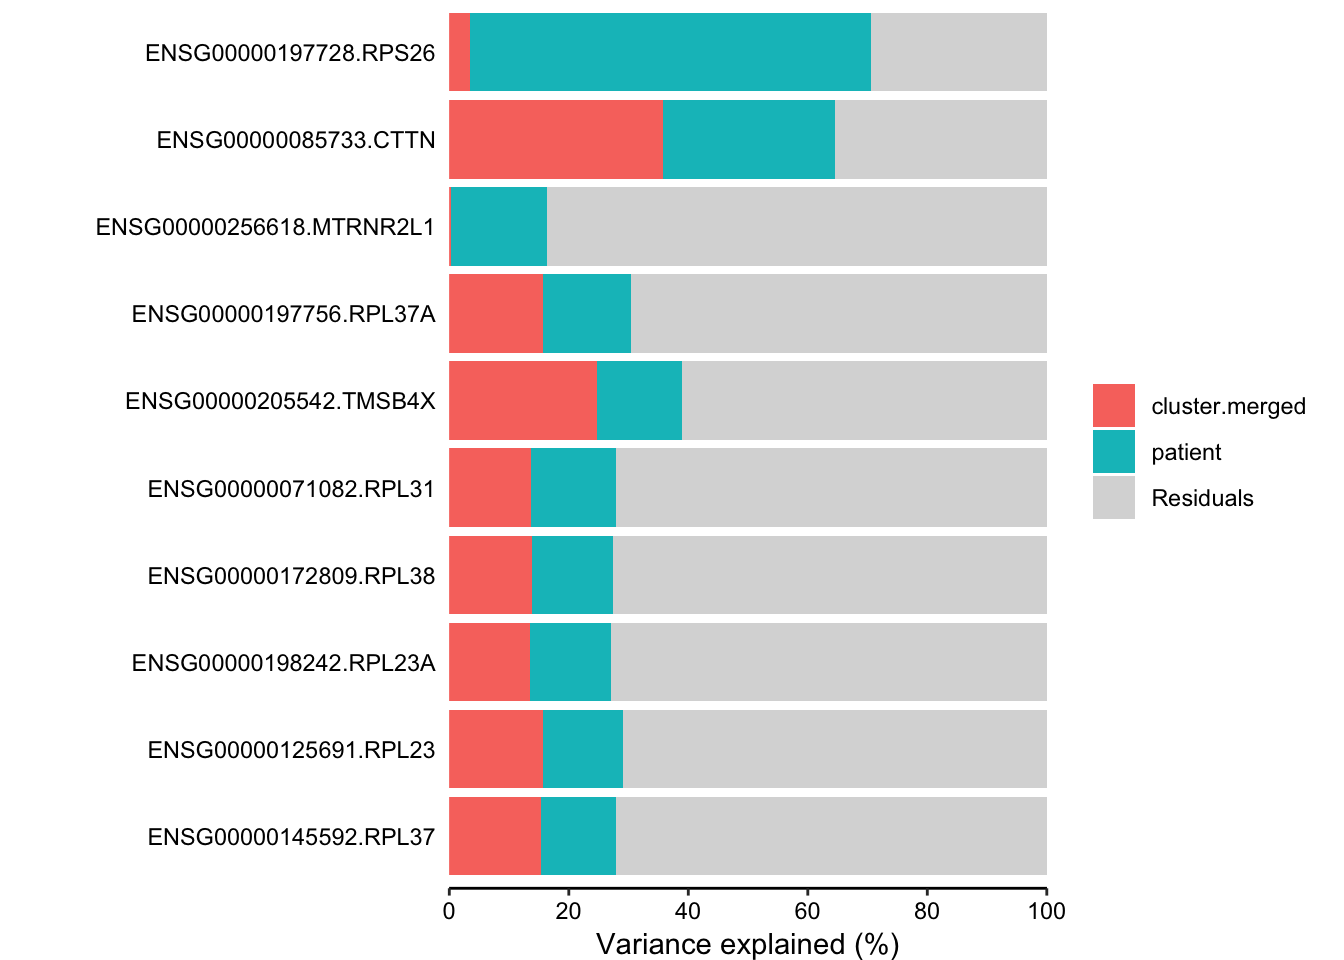 ENSG00000197728.RPS26
ENSG00000085733.CTTN
ENSG00000256618.MTRNR2L1
ENSG00000197756.RPL37A
ENSG00000205542.TMSB4X
ENSG00000071082.RPL31
ENSG00000172809.RPL38
ENSG00000198242.RPL23A
ENSG00000125691.RPL23
ENSG00000145592.RPL37
0 20 40 60 80 100
Variance explained (%)
cluster.merged
patient
Residuals